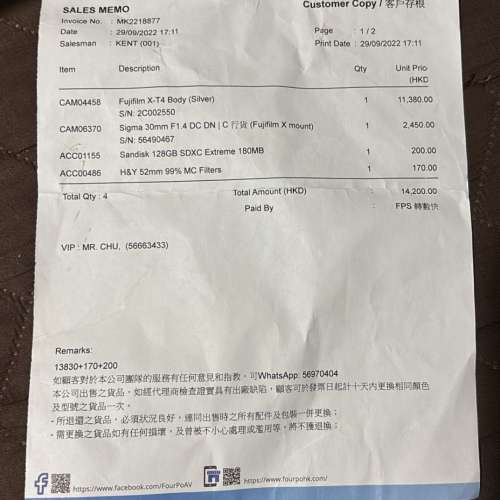 SALES MEMO
Customer Copy / 客戶存根
Invoice No. : MK2218877
Date : 29/09/2022 17:11
Page : 1 / 2
Salesman : KENT (001)
Print Date : 29/09/2022 17:11
Item Description Qty Unit Pric
(HKD
CAM04458 Fujifilm X-T4 Body (Silver) 1 11,380.00
S/N: 2C002550
CAM06370 Sigma 30mm F1.4 DC DN | C 行貨 (Fujifilm X mount) 1 2,450.00
S/N: 56490467
ACC01155 Sandisk 128GB SDXC Extreme 180MB 1 200.00
ACC00486 H&Y 52mm 99% MC Filters 1 170.00
Total Qty : 4 Total Amount (HKD) : 14,200.00
Paid By : FPS 轉數快
VIP : MR. CHU, (56663433)
Remarks:
13830+170+200
如顧客對於本公司團隊的服務有任何意見和指教。可WhatsApp: 56970404
本公司出售之貨品，如經代理商檢查證實具有出廠缺陷，顧客可於發票日起計十天內更換相同顏色
及型號之貨品一次。
- 所退還之貨品，必須狀況良好，連同出售時之所有配件及包裝一併更換；
- 需更換之貨品如有任何損壞，及曾被不小心處理或濫用等，將不獲退換；
https://www.facebook.com/FourPoAV
https://www.fourpohk.com/